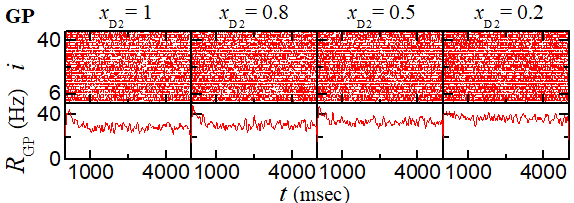 GP x_D2 = 1 x_D2 = 0.8 x_D2 = 0.5 x_D2 = 0.2
40
i
6
R_GP (Hz)
40
0
1000 4000 1000 4000 1000 4000 1000 4000
t (msec)